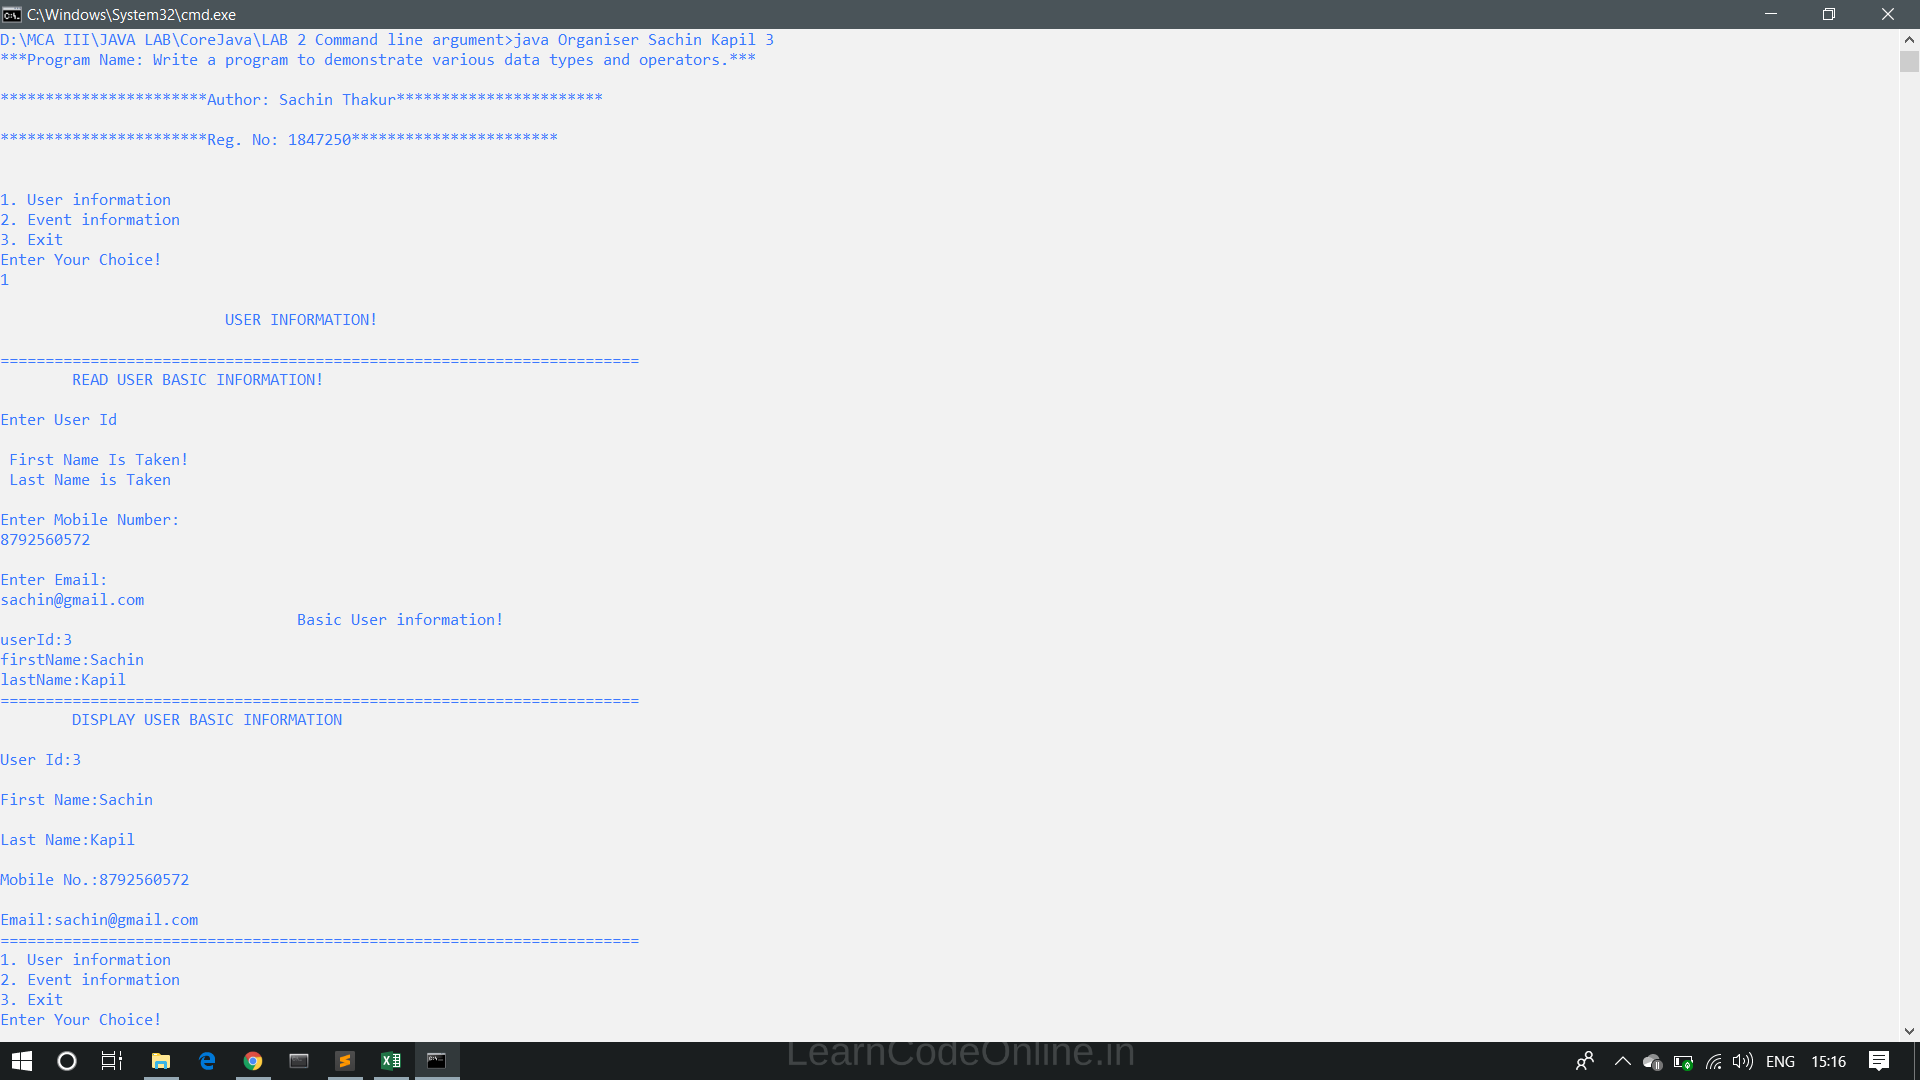 C:\Windows\System32\cmd.exe
D:\MCA III\JAVA LAB\CoreJava\LAB 2 Command line argument>java Organiser Sachin Kapil 3
***Program Name: Write a program to demonstrate various data types and operators.***
***********************Author: Sachin Thakur***********************
***********************Reg. No: 1847250***********************
1. User information
2. Event information
3. Exit
Enter Your Choice!
1
USER INFORMATION!
=======================================================================
READ USER BASIC INFORMATION!
Enter User Id
First Name Is Taken!
Last Name is Taken
Enter Mobile Number:
8792560572
Enter Email:
sachin@gmail.com
Basic User information!
userId:3
firstName:Sachin
lastName:Kapil
=======================================================================
DISPLAY USER BASIC INFORMATION
User Id:3
First Name:Sachin
Last Name:Kapil
Mobile No.:8792560572
Email:sachin@gmail.com
=======================================================================
1. User information
2. Event information
3. Exit
Enter Your Choice!
LearnCodeOnline.in
ENG 15:16